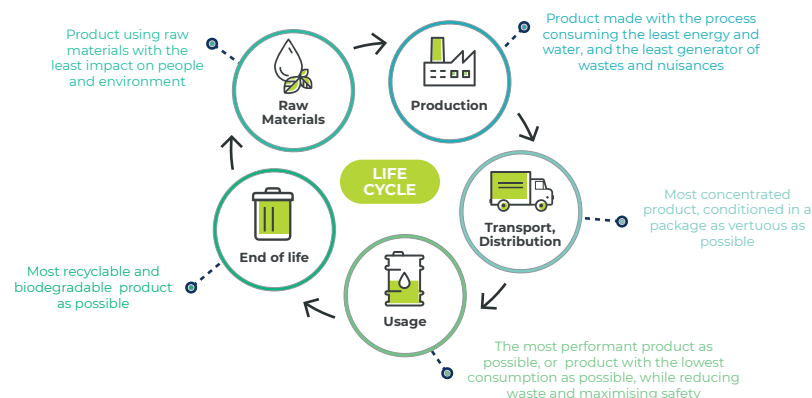 Product using raw
materials with the
least impact on people
and environment
Product made with the process
consuming the least energy and
water, and the least generator of
wastes and nuisances
Raw
Materials
Production
LIFE
CYCLE
Transport,
Distribution
Most concentrated
product, conditioned in a
package as vertuous as
possible
End of life
Most recyclable and
biodegradable product
as possible
Usage
The most performant product as
possible, or product with the lowest
consumption as possible, while reducing
waste and maximising safety